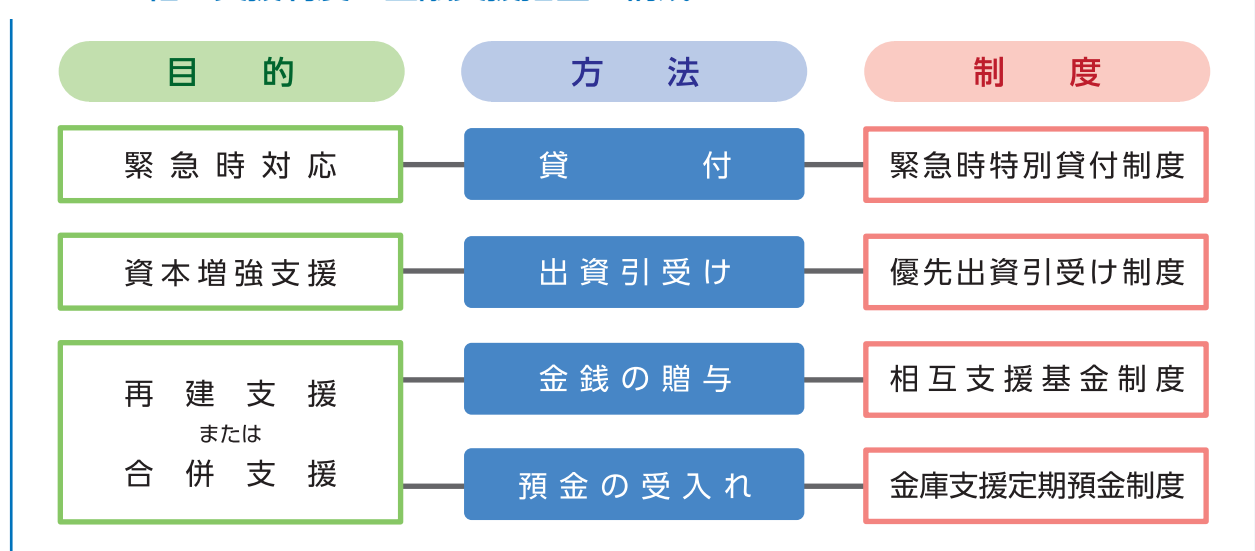 目的 方法 制度
緊急時対応 貸付 緊急時特別貸付制度
資本増強支援 出資引受け 優先出資引受け制度
再建支援
または
合併支援
金銭の贈与 相互支援基金制度
預金の受入れ 金庫支援定期預金制度